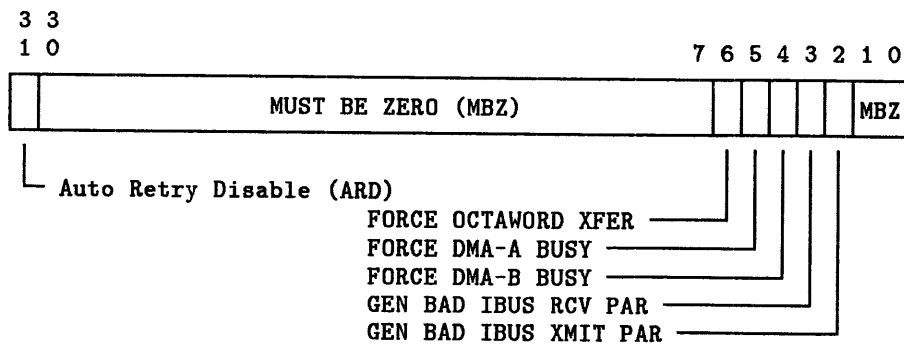 3 3
1 0 7 6 5 4 3 2 1 0
MUST BE ZERO (MBZ) MBZ
Auto Retry Disable (ARD)
FORCE OCTAWORD XFER
FORCE DMA-A BUSY
FORCE DMA-B BUSY
GEN BAD IBUS RCV PAR
GEN BAD IBUS XMIT PAR